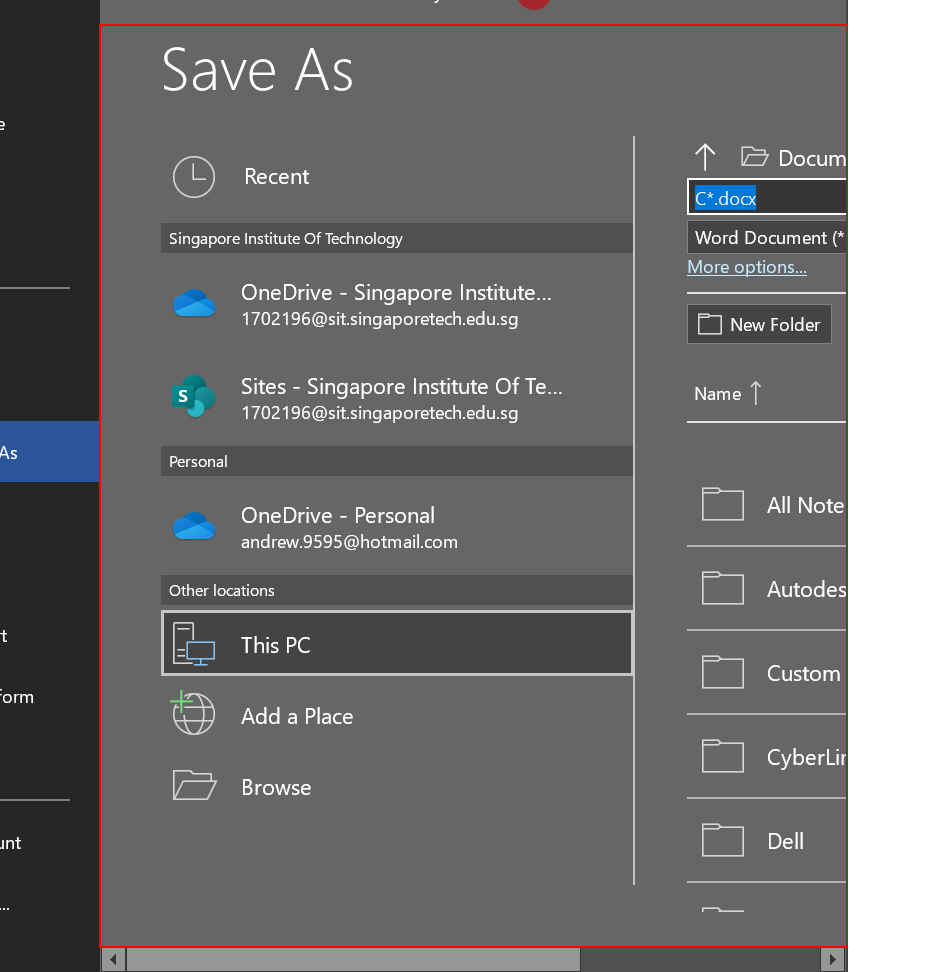 Save As
Recent
Singapore Institute Of Technology
OneDrive - Singapore Institute...
1702196@sit.singaporetech.edu.sg
Sites - Singapore Institute Of Te...
1702196@sit.singaporetech.edu.sg
Personal
OneDrive - Personal
andrew.9595@hotmail.com
Other locations
This PC
Add a Place
Browse
Docum
C*.docx
Word Document (*
More options...
New Folder
Name
All Note
Autodes
Custom
CyberLin
Dell
e
As
rt
form
unt
...
S